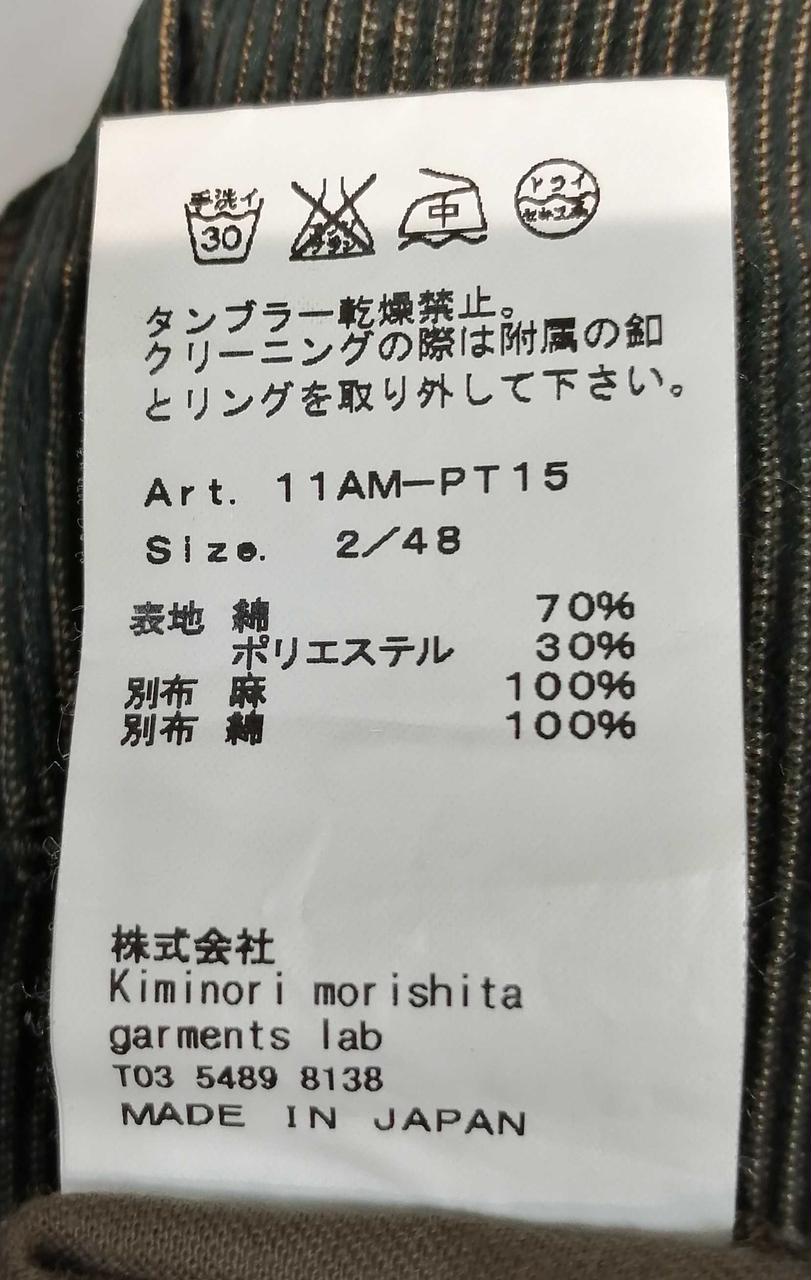 手洗イ
30
中
ドライ
セキユ系
タンブラー乾燥禁止。
クリーニングの際は附属の釦
とリングを取り外して下さい。
Art. 11AM-PT15
Size. 2/48
表地 綿 70%
ポリエステル 30%
別布 麻 100%
別布 綿 100%
株式会社
Kiminori morishita
garments lab
T03 5489 8138
MADE IN JAPAN